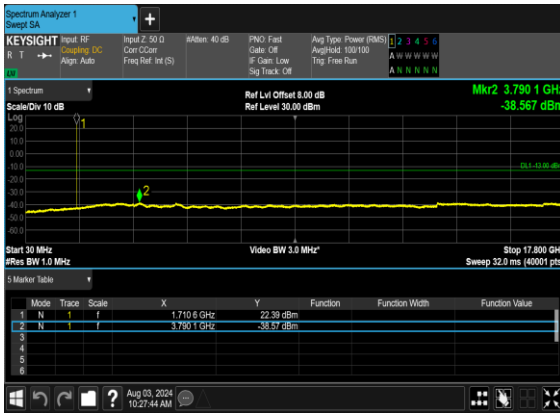 Spectrum Analyzer 1
Swept SA
+
KEYSIGHT Input: RF Input Z: 50 Ω #Atten: 40 dB PNO: Fast Avg Type: Power (RMS) 1 2 3 4 5 6
R T Coupling: DC Corr CCorr Gate: Off Avg|Hold: 100/100 A W W W W W
Align: Auto Freq Ref: Int (S) IF Gain: Low Trig: Free Run
Sig Track: Off A N N N N N
1 Spectrum Ref Lvl Offset 8.00 dB Mkr2 3.790 1 GHz
Scale/Div 10 dB Ref Level 30.00 dBm -38.567 dBm
Log
20.0
10.0
0.00
-10.0
DL1 -13.00 dBm
-20.0
-30.0
-40.0
-50.0
-60.0
1
2
Start 30 MHz Video BW 3.0 MHz* Stop 17.800 GHz
#Res BW 1.0 MHz Sweep 32.0 ms (40001 pts)
5 Marker Table
Mode Trace Scale X Y Function Function Width Function Value
1 N 1 f 1.710 6 GHz 22.39 dBm
2 N 1 f 3.790 1 GHz -38.57 dBm
3
4
5
6
? Aug 03, 2024
10:27:44 AM